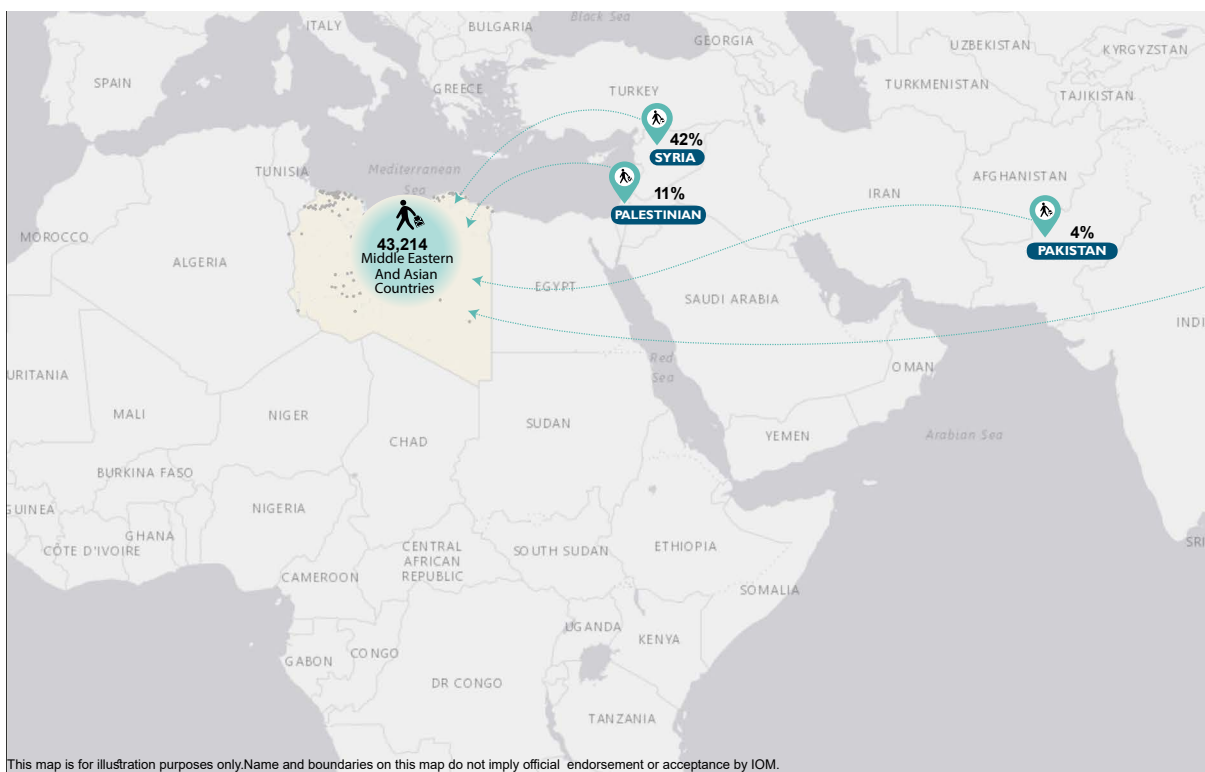 ITALY
BULGARIA
Black Sea
GEORGIA
UZBEKISTAN
KYRGYZSTAN
SPAIN
GREECE
TURKEY
TURKMENISTAN
TAJIKISTAN
42%
SYRIA
TUNISIA
Mediterranean
Sea
11%
PALESTINIAN
IRAN
AFGHANISTAN
4%
PAKISTAN
MOROCCO
ALGERIA
43,214
Middle Eastern
And Asian
Countries
EGYPT
SAUDI ARABIA
INDI
Red
Sea
OMAN
URITANIA
MALI
NIGER
CHAD
SUDAN
YEMEN
Arabian Sea
BURKINA FASO
GUINEA
NIGERIA
GHANA
CÔTE D'IVOIRE
CENTRAL
AFRICAN
REPUBLIC
SOUTH SUDAN
ETHIOPIA
SRI
CAMEROON
SOMALIA
UGANDA
KENYA
GABON
CONGO
DR CONGO
TANZANIA
This map is for illustration purposes only.Name and boundaries on this map do not imply official endorsement or acceptance by IOM.